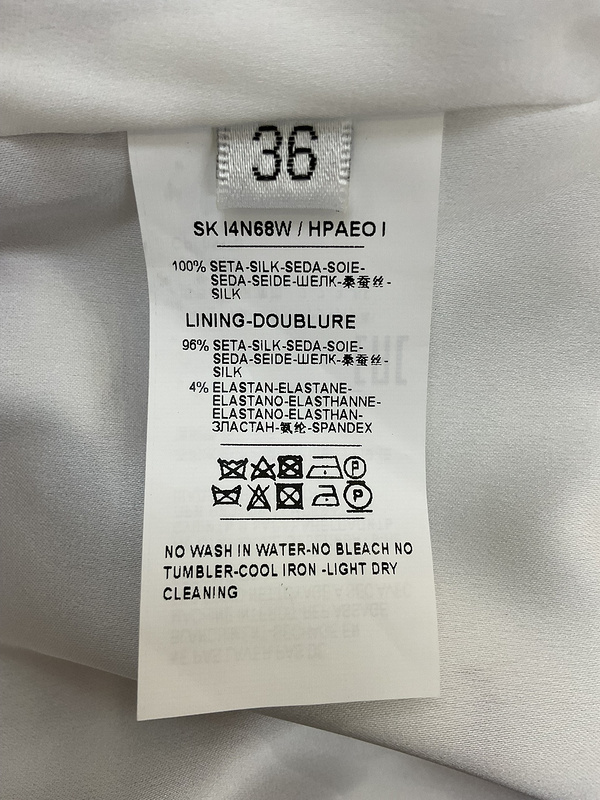 36
SK I4N68W / HPAEO I
100% SETA-SILK-SEDA-SOIE-
SEDA-SEIDE-ШЕЛК-桑蚕丝-
SILK
LINING-DOUBLURE
96% SETA-SILK-SEDA-SOIE-
SEDA-SEIDE-ШЕЛК-桑蚕丝-
SILK
4% ELASTAN-ELASTANE-
ELASTANO-ELASTHANNE-
ELASTANO-ELASTHAN-
ЭЛАСТАН-氨纶-SPANDEX
P
P
NO WASH IN WATER-NO BLEACH NO
TUMBLER-COOL IRON -LIGHT DRY
CLEANING